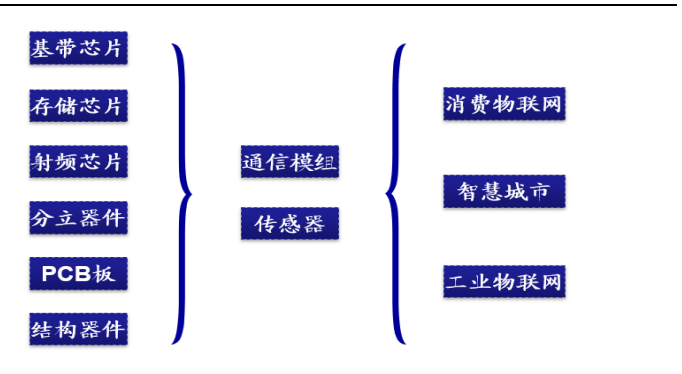 基带芯片
存储芯片
射频芯片
分立器件
PCB板
结构器件
通信模组
传感器
消费物联网
智慧城市
工业物联网